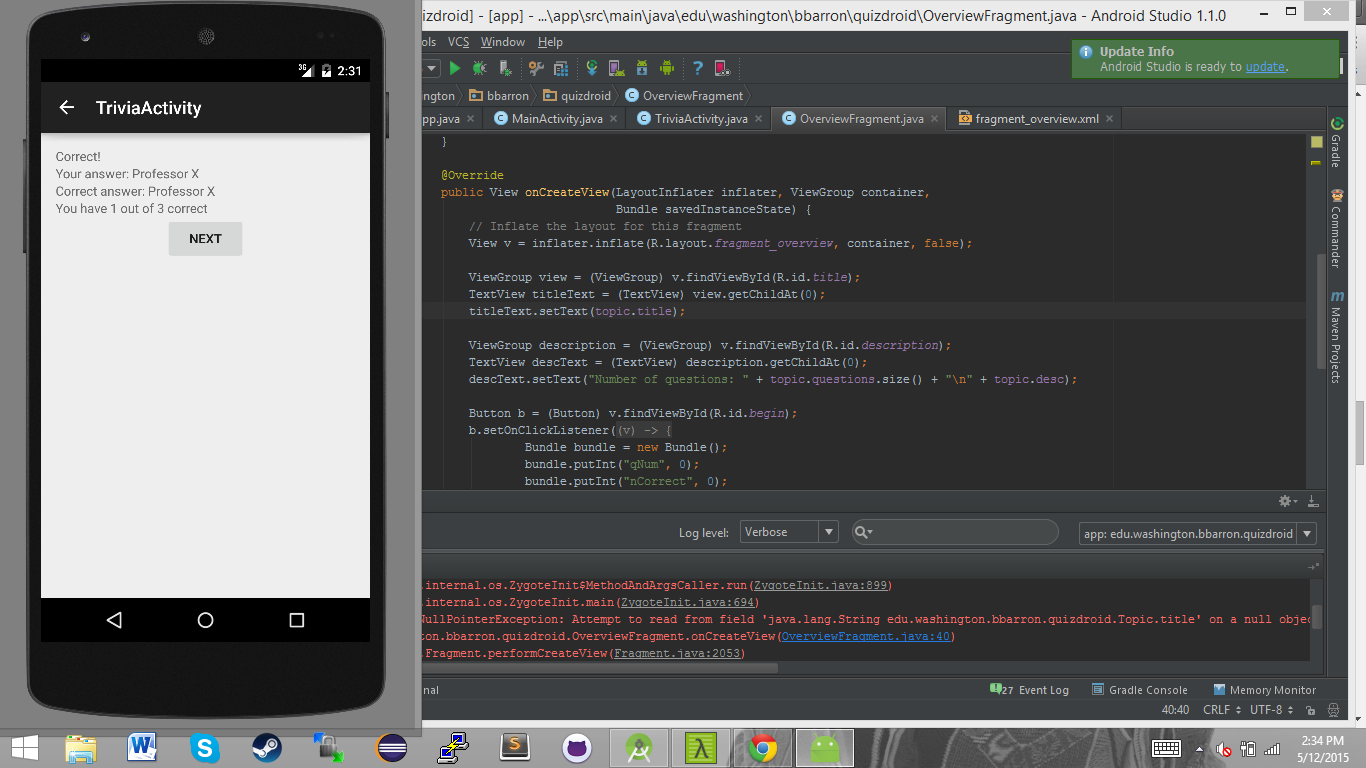 2:31
TriviaActivity
Correct!
Your answer: Professor X
Correct answer: Professor X
You have 1 out of 3 correct
NEXT
izdroid] - [app] - ...\app\src\main\java\edu\washington\bbarron\quizdroid\OverviewFragment.java - Android Studio 1.1.0
ols VCS Window Help
Update Info
Android Studio is ready to update.
ngton bbarron quizdroid OverviewFragment
pp.java MainActivity.java TriviaActivity.java OverviewFragment.java fragment_overview.xml
}
@Override
public View onCreateView(LayoutInflater inflater, ViewGroup container,
Bundle savedInstanceState) {
// Inflate the layout for this fragment
View v = inflater.inflate(R.layout.fragment_overview, container, false);
ViewGroup view = (ViewGroup) v.findViewById(R.id.title);
TextView titleText = (TextView) view.getChildAt(0);
titleText.setText(topic.title);
ViewGroup description = (ViewGroup) v.findViewById(R.id.description);
TextView descText = (TextView) description.getChildAt(0);
descText.setText("Number of questions: " + topic.questions.size() + "\n" + topic.desc);
Button b = (Button) v.findViewById(R.id.begin);
b.setOnClickListener((v) -> {
Bundle bundle = new Bundle();
bundle.putInt("qNum", 0);
bundle.putInt("nCorrect", 0);
Gradle
Commander
m Maven Projects
Log level: Verbose app: edu.washington.bbarron.quizdroid
.internal.os.ZygoteInit$MethodAndArgsCaller.run(ZygoteInit.java:899)
.internal.os.ZygoteInit.main(ZygoteInit.java:694)
NullPointerException: Attempt to read from field 'java.lang.String edu.washington.bbarron.quizdroid.Topic.title' on a null objec
ton.bbarron.quizdroid.OverviewFragment.onCreateView(OverviewFragment.java:40)
.Fragment.performCreateView(Fragment.java:2053)
nal 27 Event Log Gradle Console Memory Monitor
40:40 CRLF UTF-8
2:34 PM
5/12/2015